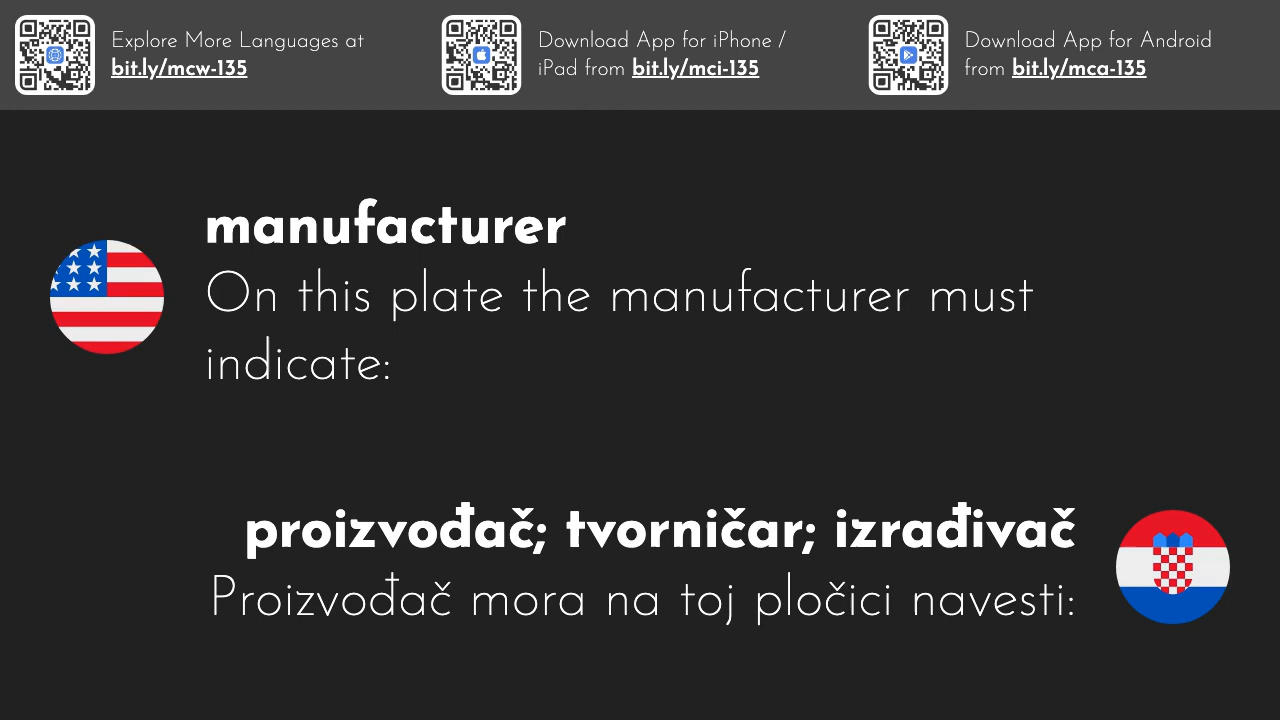 Explore More Languages at
bit.ly/mcw-135
Download App for iPhone /
iPad from bit.ly/mci-135
Download App for Android
from bit.ly/mca-135
manufacturer
On this plate the manufacturer must
indicate:
proizvođač; tvorničar; izrađivač
Proizvođač mora na toj pločici navesti: